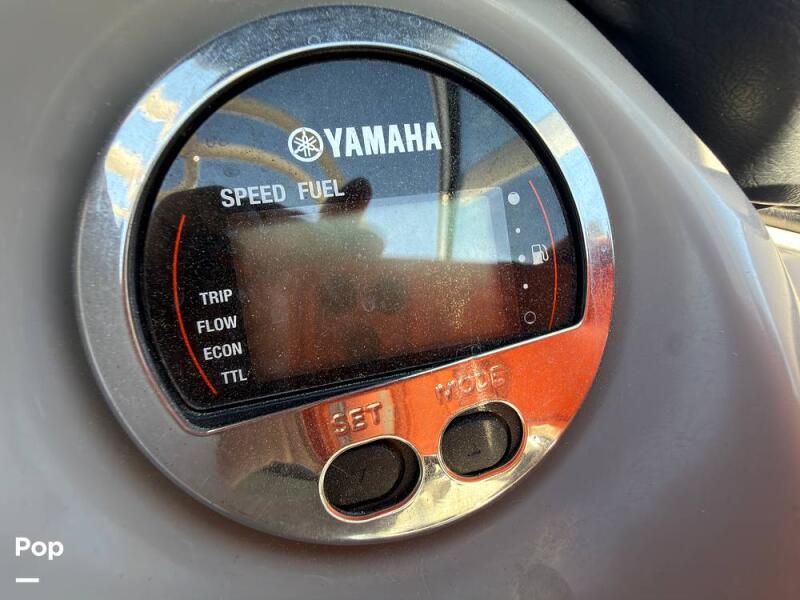 YAMAHA
SPEED FUEL
TRIP
FLOW
ECON
TTL
SET MODE
Pop